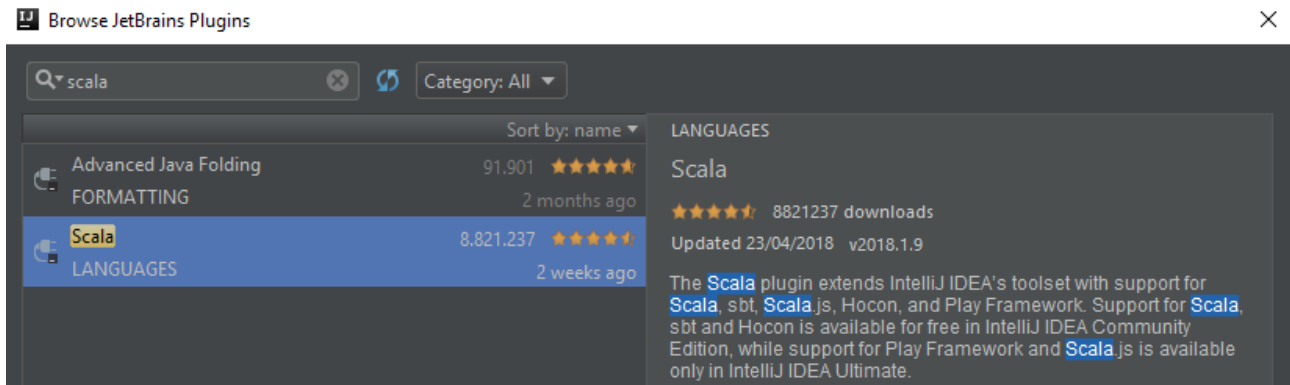 IJ Browse JetBrains Plugins
scala Category: All
Sort by: name
Advanced Java Folding 91.901
FORMATTING 2 months ago
Scala 8.821.237
LANGUAGES 2 weeks ago
LANGUAGES
Scala
8821237 downloads
Updated 23/04/2018 v2018.1.9
The Scala plugin extends IntelliJ IDEA's toolset with support for
Scala, sbt, Scala.js, Hocon, and Play Framework. Support for Scala,
sbt and Hocon is available for free in IntelliJ IDEA Community
Edition, while support for Play Framework and Scala.js is available
only in IntelliJ IDEA Ultimate.